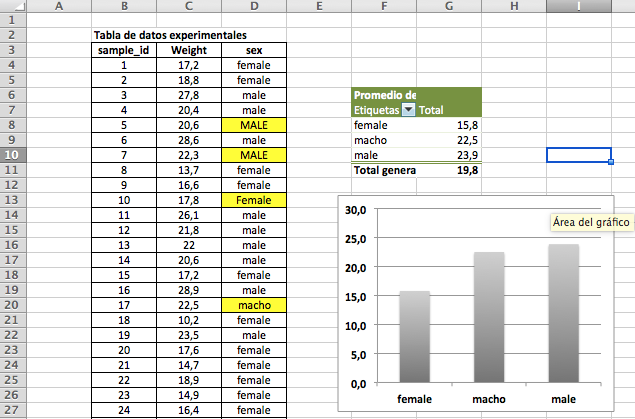 A B C D E F G H I
1
2 Tabla de datos experimentales
3 sample_id Weight sex
4 1 17,2 female
5 2 18,8 female
6 3 27,8 male Promedio de
7 4 20,4 male Etiquetas Total
8 5 20,6 MALE female 15,8
9 6 28,6 male macho 22,5
10 7 22,3 MALE male 23,9
11 8 13,7 female Total genera 19,8
12 9 16,6 female
13 10 17,8 Female
14 11 26,1 male
15 12 21,8 male
16 13 22 male
17 14 20,6 male
18 15 17,2 female
19 16 28,9 male
20 17 22,5 macho
21 18 10,2 female
22 19 23,5 male
23 20 17,6 female
24 21 14,7 female
25 22 18,9 female
26 23 14,9 female
27 24 16,4 female
30,0
Área del gráfico
25,0
20,0
15,0
10,0
5,0
0,0
female macho male